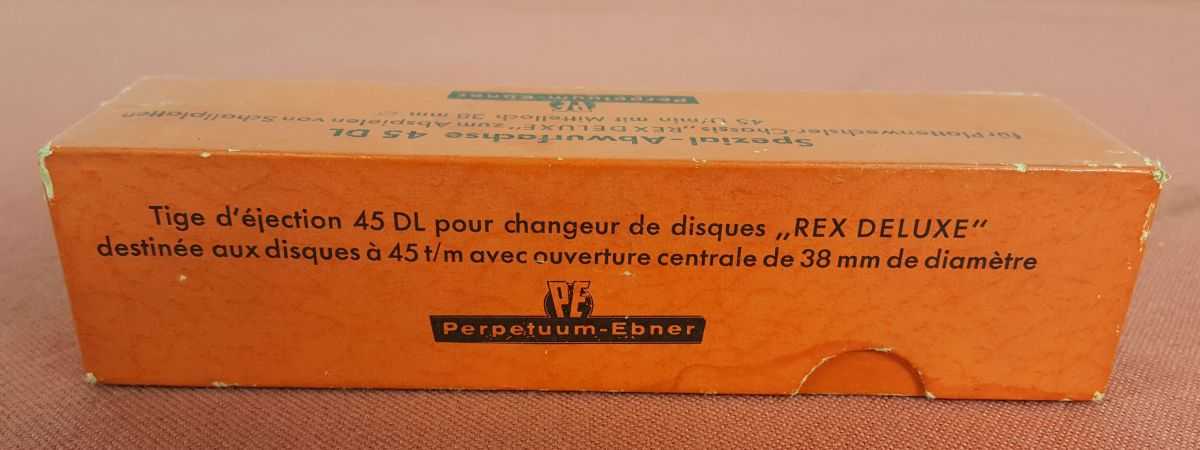 Spezial-Abwurfachse 45 DL
für Plattenwechsler-Chassis „REX DELUXE" zum Abspielen von Schallplatten
45 U/min mit Mittelloch 38 mm ∅
PE
Perpetuum-Ebner
Tige d'éjection 45 DL pour changeur de disques „REX DELUXE"
destinée aux disques à 45 t/m avec ouverture centrale de 38 mm de diamètre
PE
Perpetuum-Ebner